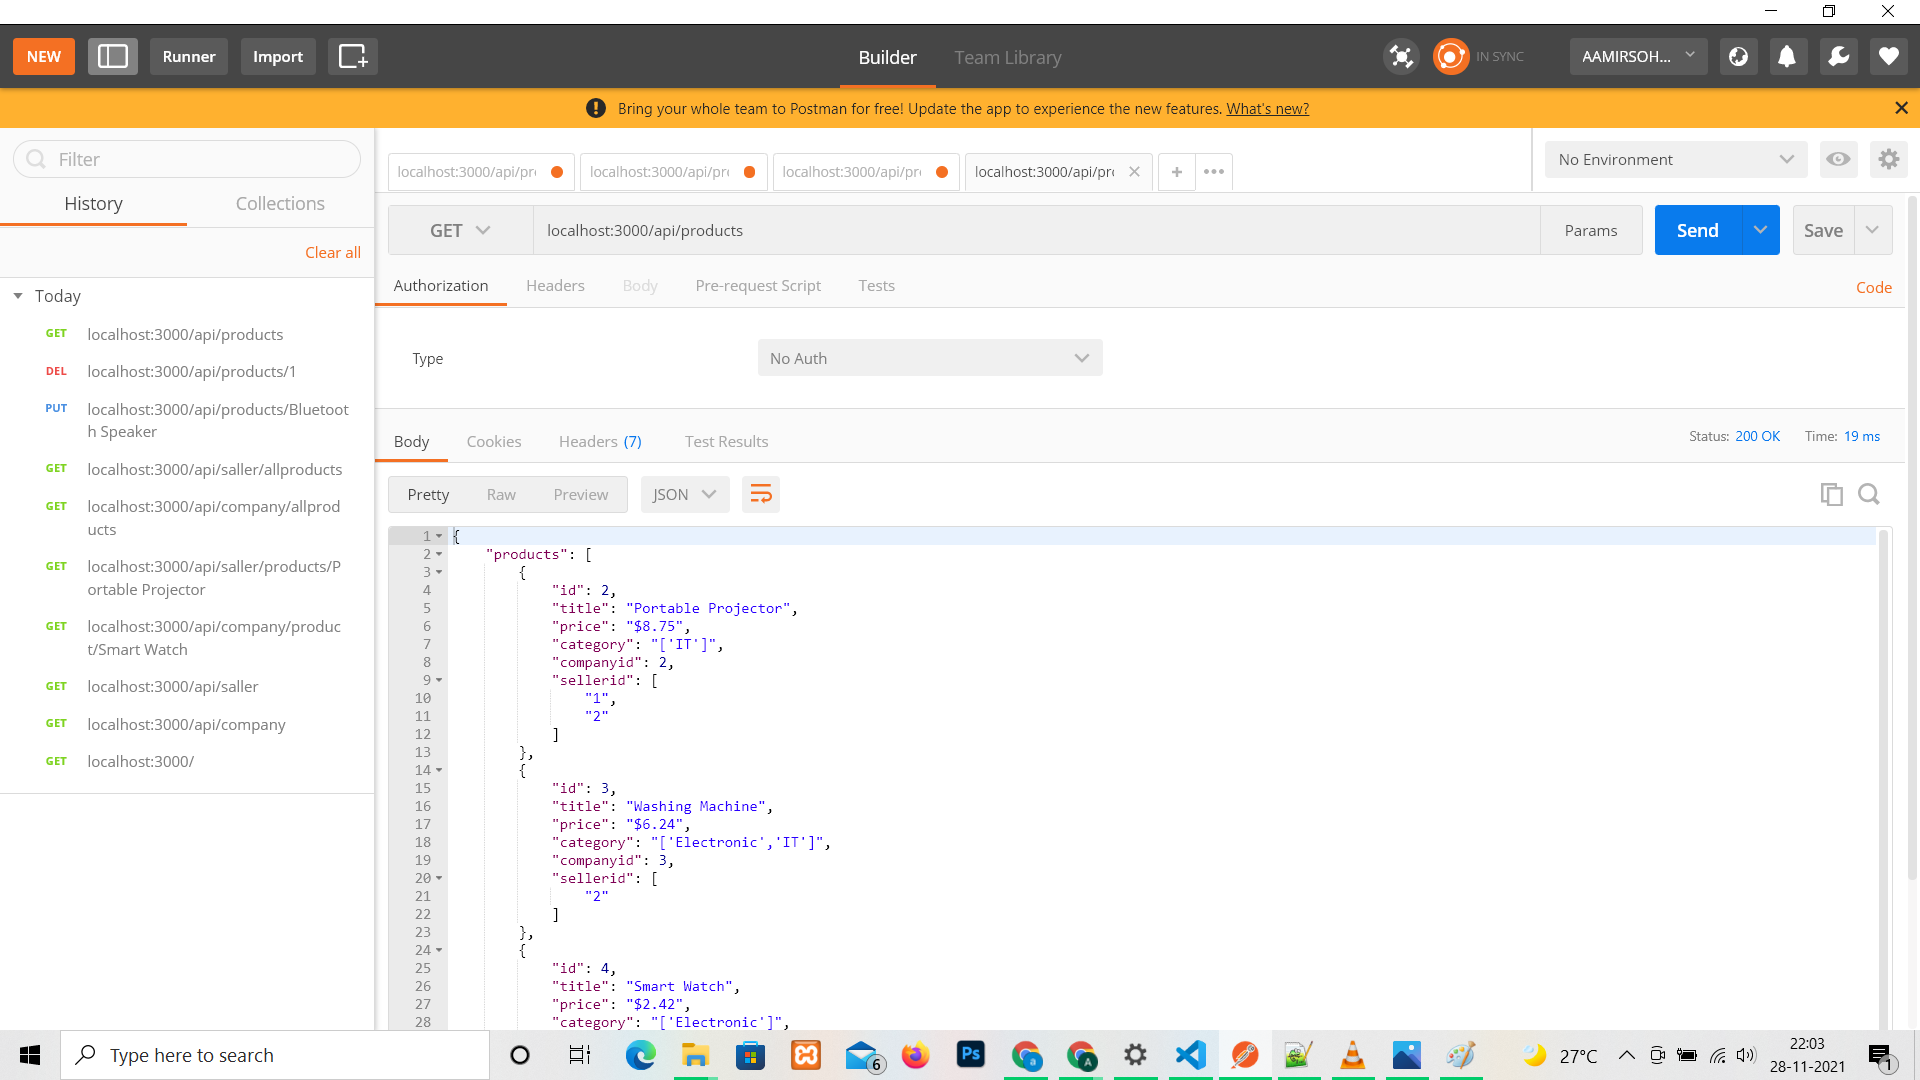 NEW
Runner
Import
Builder
Team Library
IN SYNC
AAMIRSOH...
Bring your whole team to Postman for free! Update the app to experience the new features. What's new?
Filter
History
Collections
Clear all
Today
GET localhost:3000/api/products
DEL localhost:3000/api/products/1
PUT localhost:3000/api/products/Bluetoot
h Speaker
GET localhost:3000/api/saller/allproducts
GET localhost:3000/api/company/allprod
ucts
GET localhost:3000/api/saller/products/P
ortable Projector
GET localhost:3000/api/company/produc
t/Smart Watch
GET localhost:3000/api/saller
GET localhost:3000/api/company
GET localhost:3000/
localhost:3000/api/pr
localhost:3000/api/pr
localhost:3000/api/pr
localhost:3000/api/pr
No Environment
GET
localhost:3000/api/products
Params
Send
Save
Authorization
Headers
Body
Pre-request Script
Tests
Code
Type
No Auth
Body
Cookies
Headers (7)
Test Results
Status: 200 OK
Time: 19 ms
Pretty
Raw
Preview
JSON
1 {
2 "products": [
3 {
4 "id": 2,
5 "title": "Portable Projector",
6 "price": "$8.75",
7 "category": "['IT']",
8 "companyid": 2,
9 "sellerid": [
10 "1",
11 "2"
12 ]
13 },
14 {
15 "id": 3,
16 "title": "Washing Machine",
17 "price": "$6.24",
18 "category": "['Electronic','IT']",
19 "companyid": 3,
20 "sellerid": [
21 "2"
22 ]
23 },
24 {
25 "id": 4,
26 "title": "Smart Watch",
27 "price": "$2.42",
28 "category": "['Electronic']",
Type here to search
6
Ps
a
A
27°C
22:03
28-11-2021
1